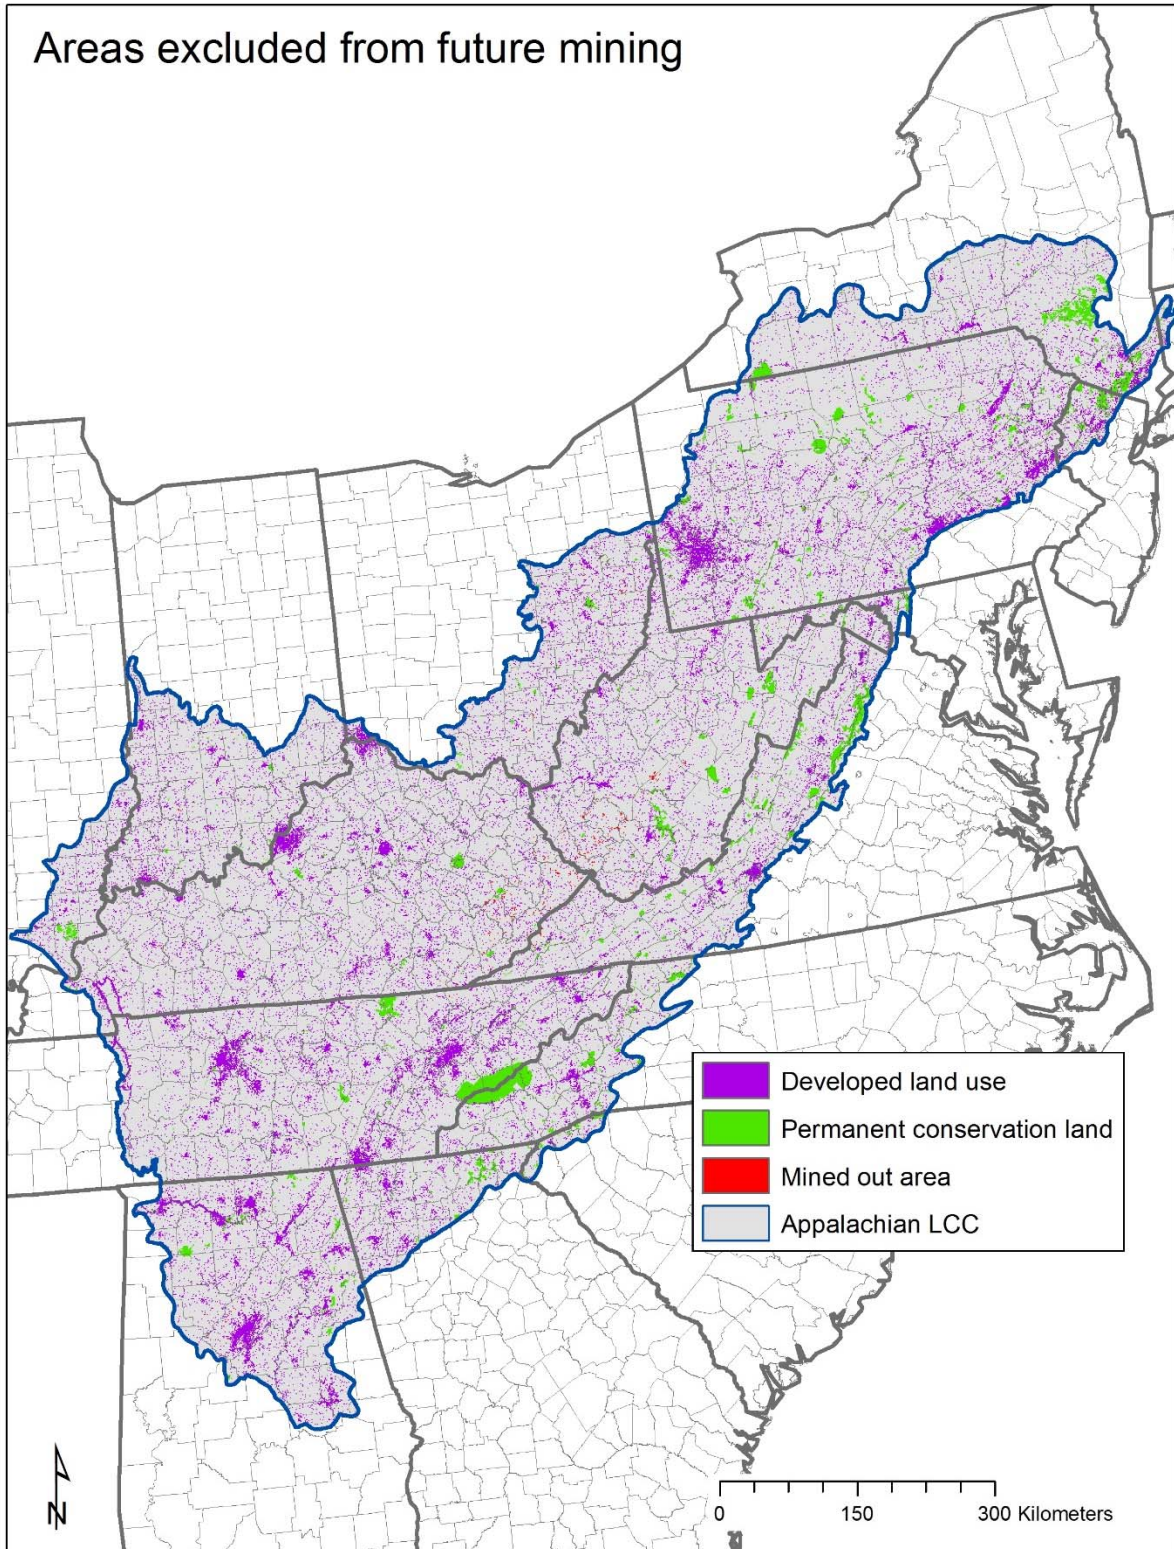 Areas excluded from future mining
Developed land use
Permanent conservation land
Mined out area
Appalachian LCC
N
0 150 300 Kilometers